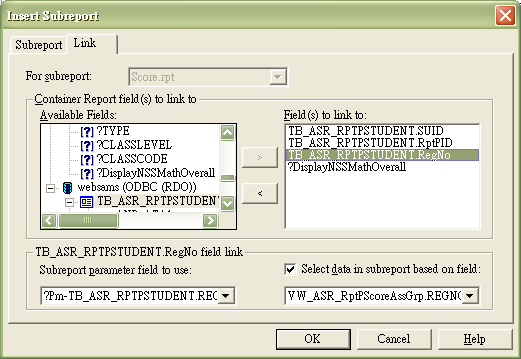 Insert Subreport
Subreport Link
For subreport: Score.rpt
Container Report field(s) to link to
Available Fields: Field(s) to link to:
?TYPE
?CLASSLEVEL
?CLASSCODE
?DisplayNSSMathOverall
websams (ODBC (RDO))
TB_ASR_RPTPSTUDENT
TB_ASR_RPTPSTUDENT.SUID
TB_ASR_RPTPSTUDENT.RptPID
TB_ASR_RPTPSTUDENT.RegNo
?DisplayNSSMathOverall
>
<
TB_ASR_RPTPSTUDENT.RegNo field link
Subreport parameter field to use: Select data in subreport based on field:
?Pm-TB_ASR_RPTPSTUDENT.REG VW_ASR_RptPScoreAssGrp.REGNO
OK Cancel Help